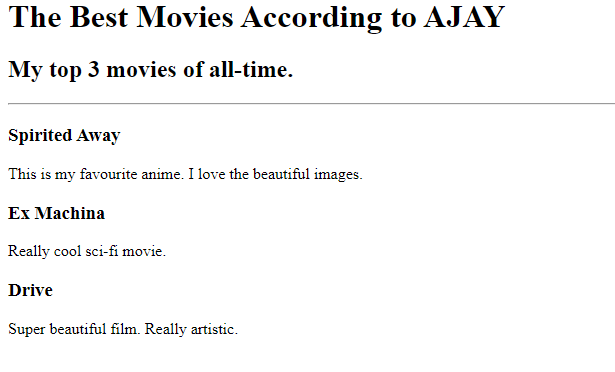 The Best Movies According to AJAY
My top 3 movies of all-time.
Spirited Away
This is my favourite anime. I love the beautiful images.
Ex Machina
Really cool sci-fi movie.
Drive
Super beautiful film. Really artistic.